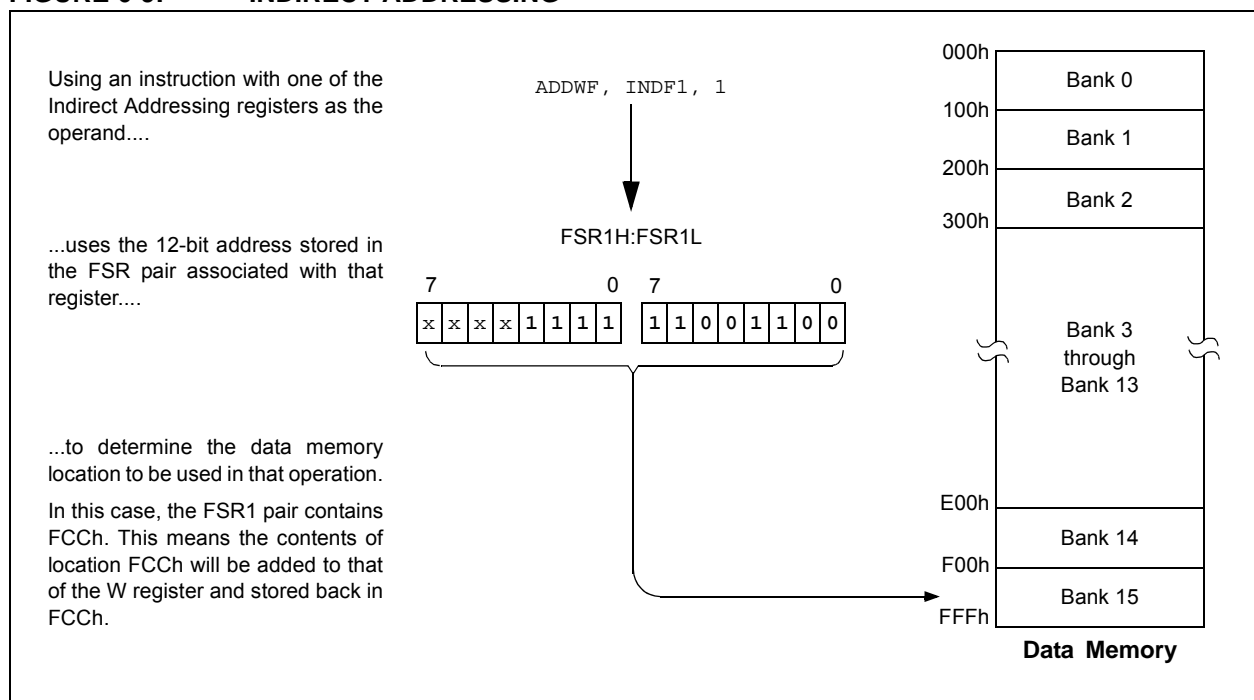 Using an instruction with one of the
Indirect Addressing registers as the
operand....
ADDWF, INDF1, 1
...uses the 12-bit address stored in
the FSR pair associated with that
register....
FSR1H:FSR1L
7 0 7 0
x x x x 1 1 1 1 1 1 0 0 1 1 0 0
...to determine the data memory
location to be used in that operation.
In this case, the FSR1 pair contains
FCCh. This means the contents of
location FCCh will be added to that
of the W register and stored back in
FCCh.
000h
Bank 0
100h
Bank 1
200h
Bank 2
300h
Bank 3
through
Bank 13
E00h
Bank 14
F00h
Bank 15
FFFh
Data Memory